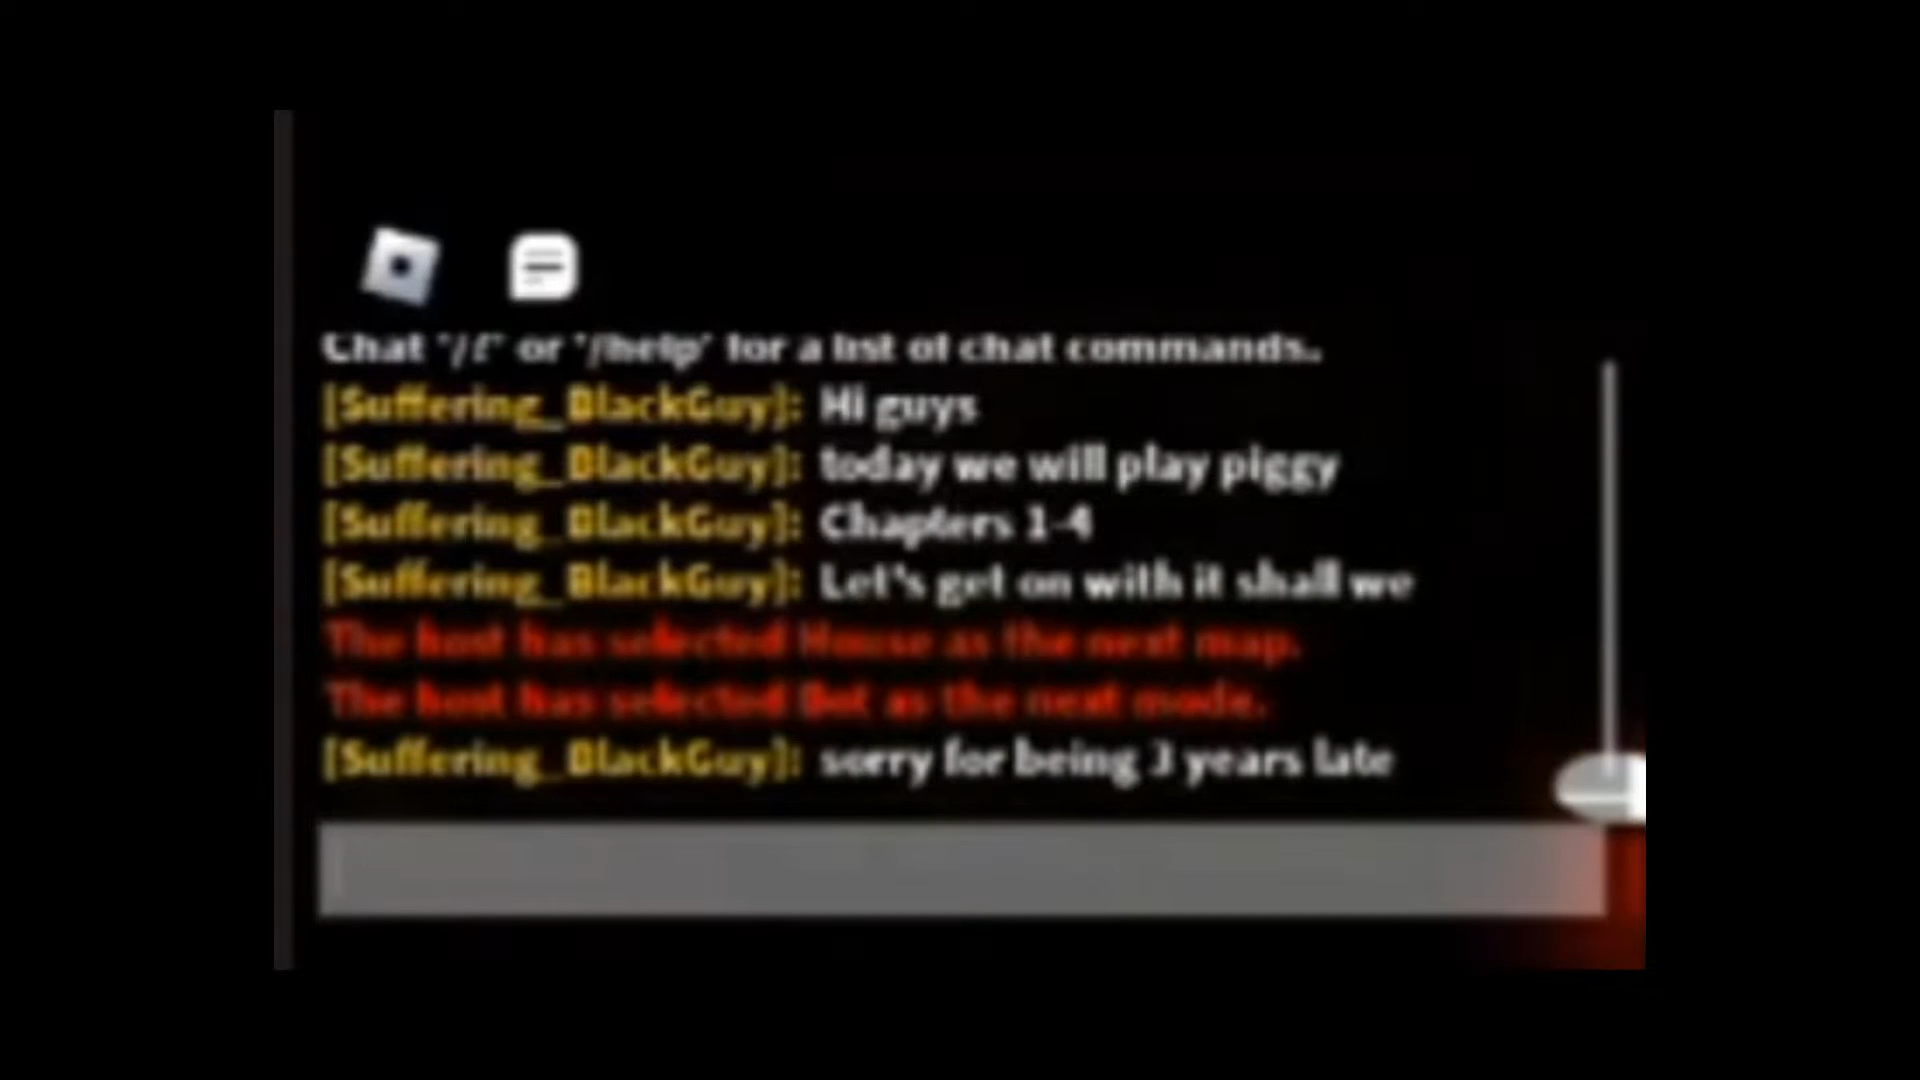 Chat '/?' or '/help' for a list of chat commands.
[Suffering_BlackGuy]: Hi guys
[Suffering_BlackGuy]: today we will play piggy
[Suffering_BlackGuy]: Chapters 1-4
[Suffering_BlackGuy]: Let's get on with it shall we
The host has selected House as the next map.
The host has selected Bot as the next mode.
[Suffering_BlackGuy]: sorry for being 3 years late